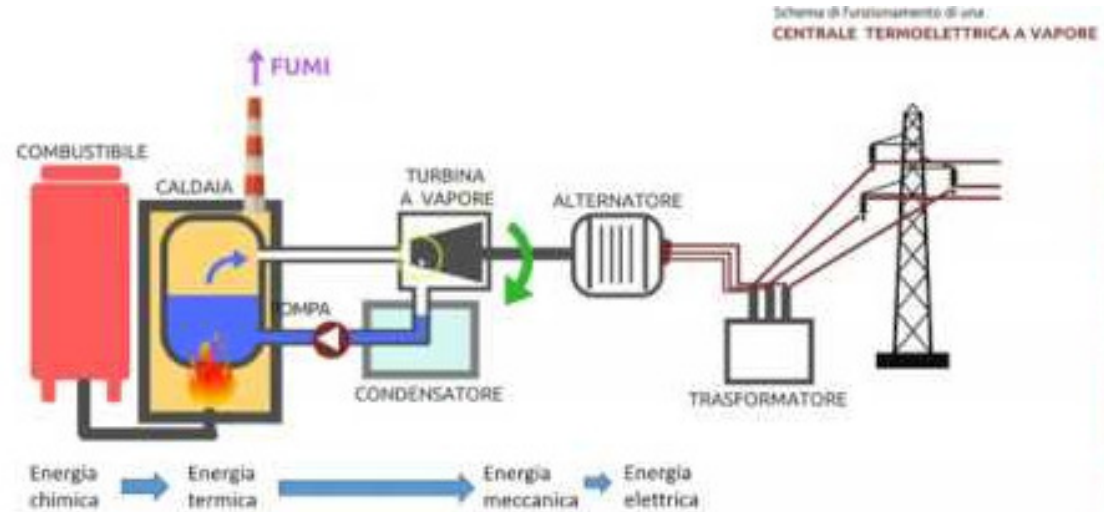 Schema di funzionamento di una
CENTRALE TERMOELETTRICA A VAPORE
FUMI
COMBUSTIBILE
CALDAIA
TURBINA
A VAPORE
ALTERNATORE
POMPA
CONDENSATORE
TRASFORMATORE
Energia
chimica
Energia
termica
Energia
meccanica
Energia
elettrica